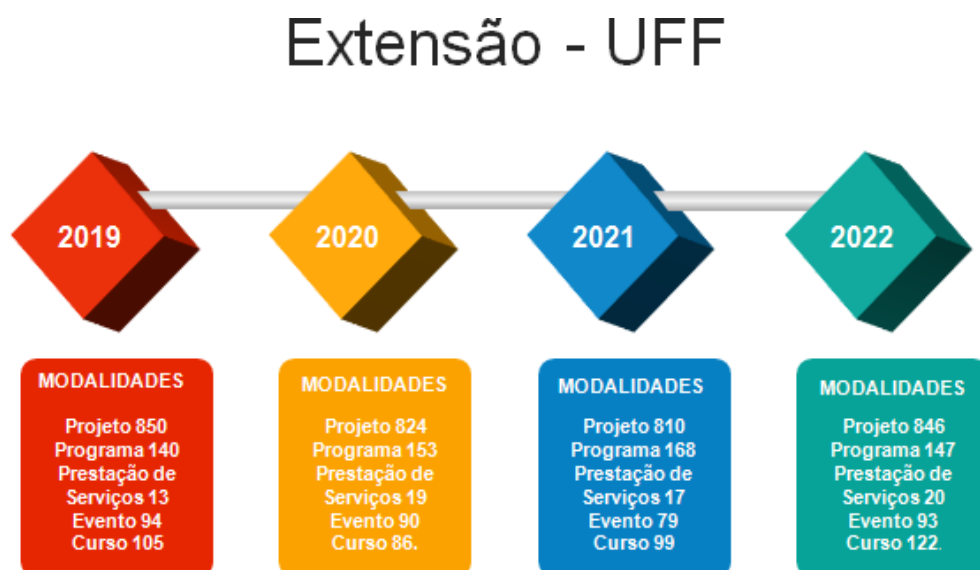 Extensão - UFF
2019
2020
2021
2022
MODALIDADES
Projeto 850
Programa 140
Prestação de
Serviços 13
Evento 94
Curso 105
MODALIDADES
Projeto 824
Programa 153
Prestação de
Serviços 19
Evento 90
Curso 86.
MODALIDADES
Projeto 810
Programa 168
Prestação de
Serviços 17
Evento 79
Curso 99
MODALIDADES
Projeto 846
Programa 147
Prestação de
Serviços 20
Evento 93
Curso 122.